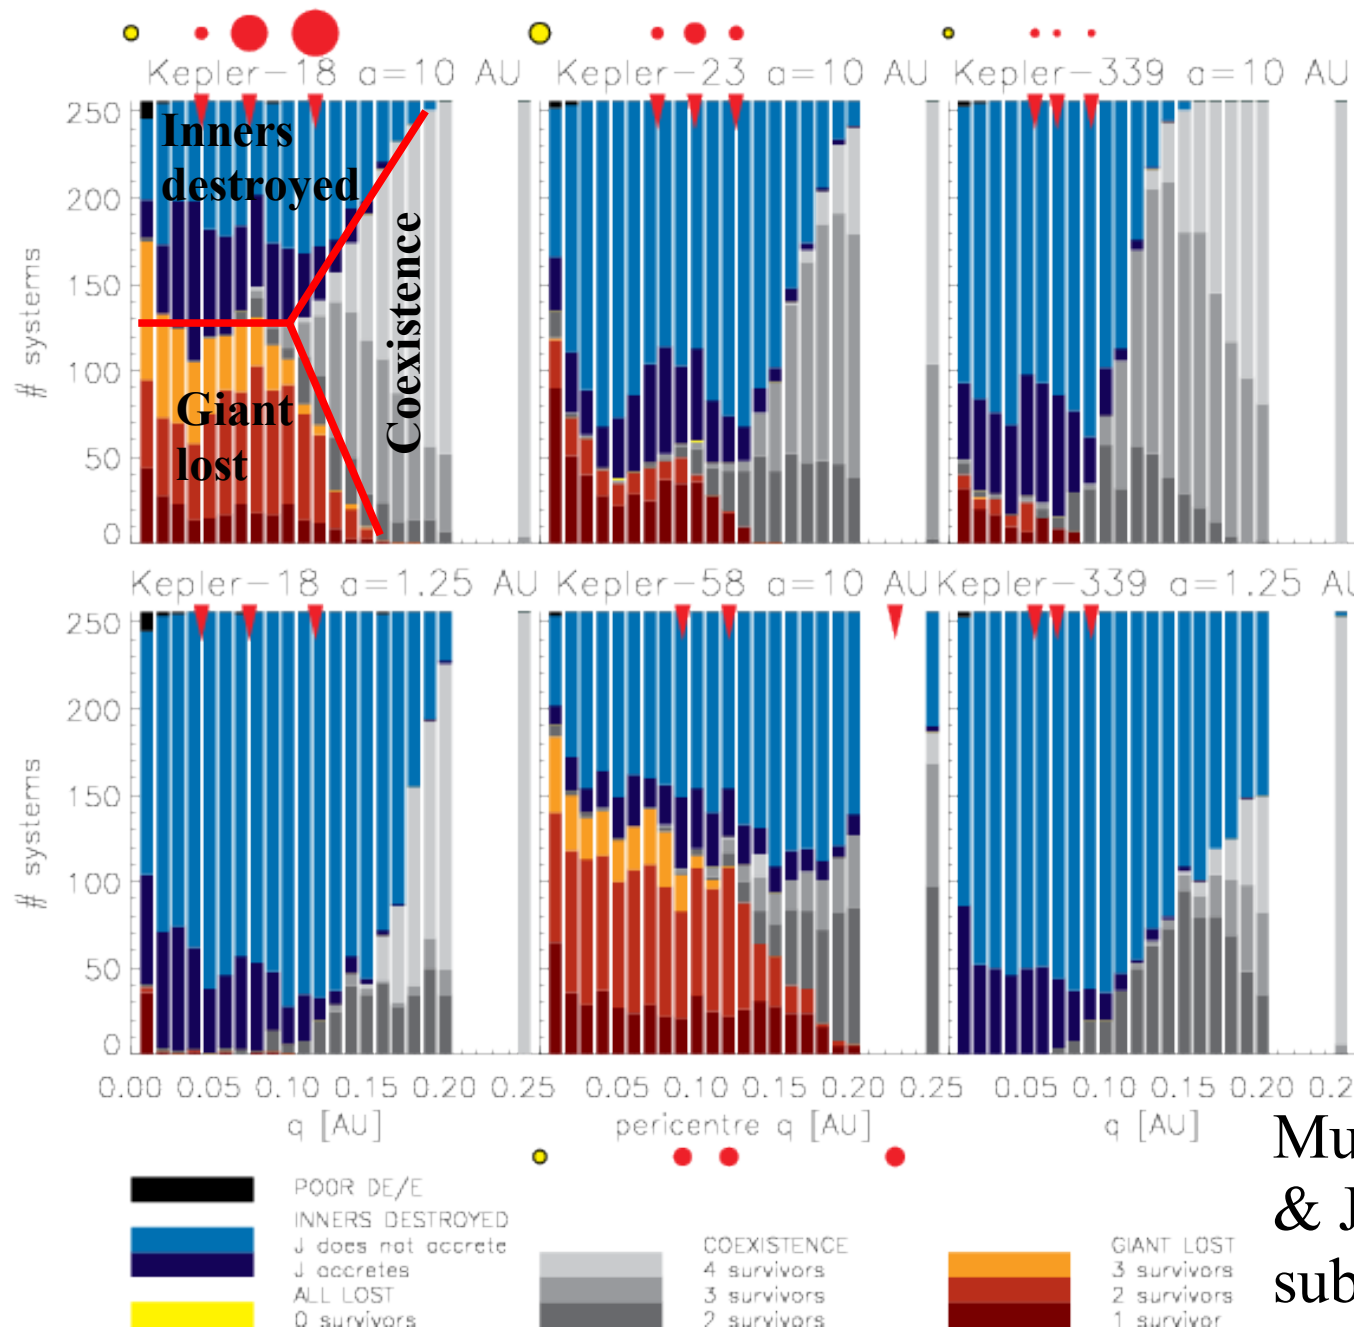 Kepler-18 a=10 AU
Kepler-23 a=10 AU
Kepler-339 a=10 AU
250
200
150
100
50
0
# systems
Inners
destroyed
Giant
lost
Coexistence
Kepler-18 a=1.25 AU
Kepler-58 a=10 AU
Kepler-339 a=1.25 AU
250
200
150
100
50
0
# systems
0.00 0.05 0.10 0.15 0.20 0.25
0.05 0.10 0.15 0.20 0.25
0.05 0.10 0.15 0.20 0.2
q [AU]
pericentre q [AU]
q [AU]
Mu
& J
sub
POOR DE/E
INNERS DESTROYED
J does not accrete
J accretes
ALL LOST
0 survivors
COEXISTENCE
4 survivors
3 survivors
2 survivors
GIANT LOST
3 survivors
2 survivors
1 survivor